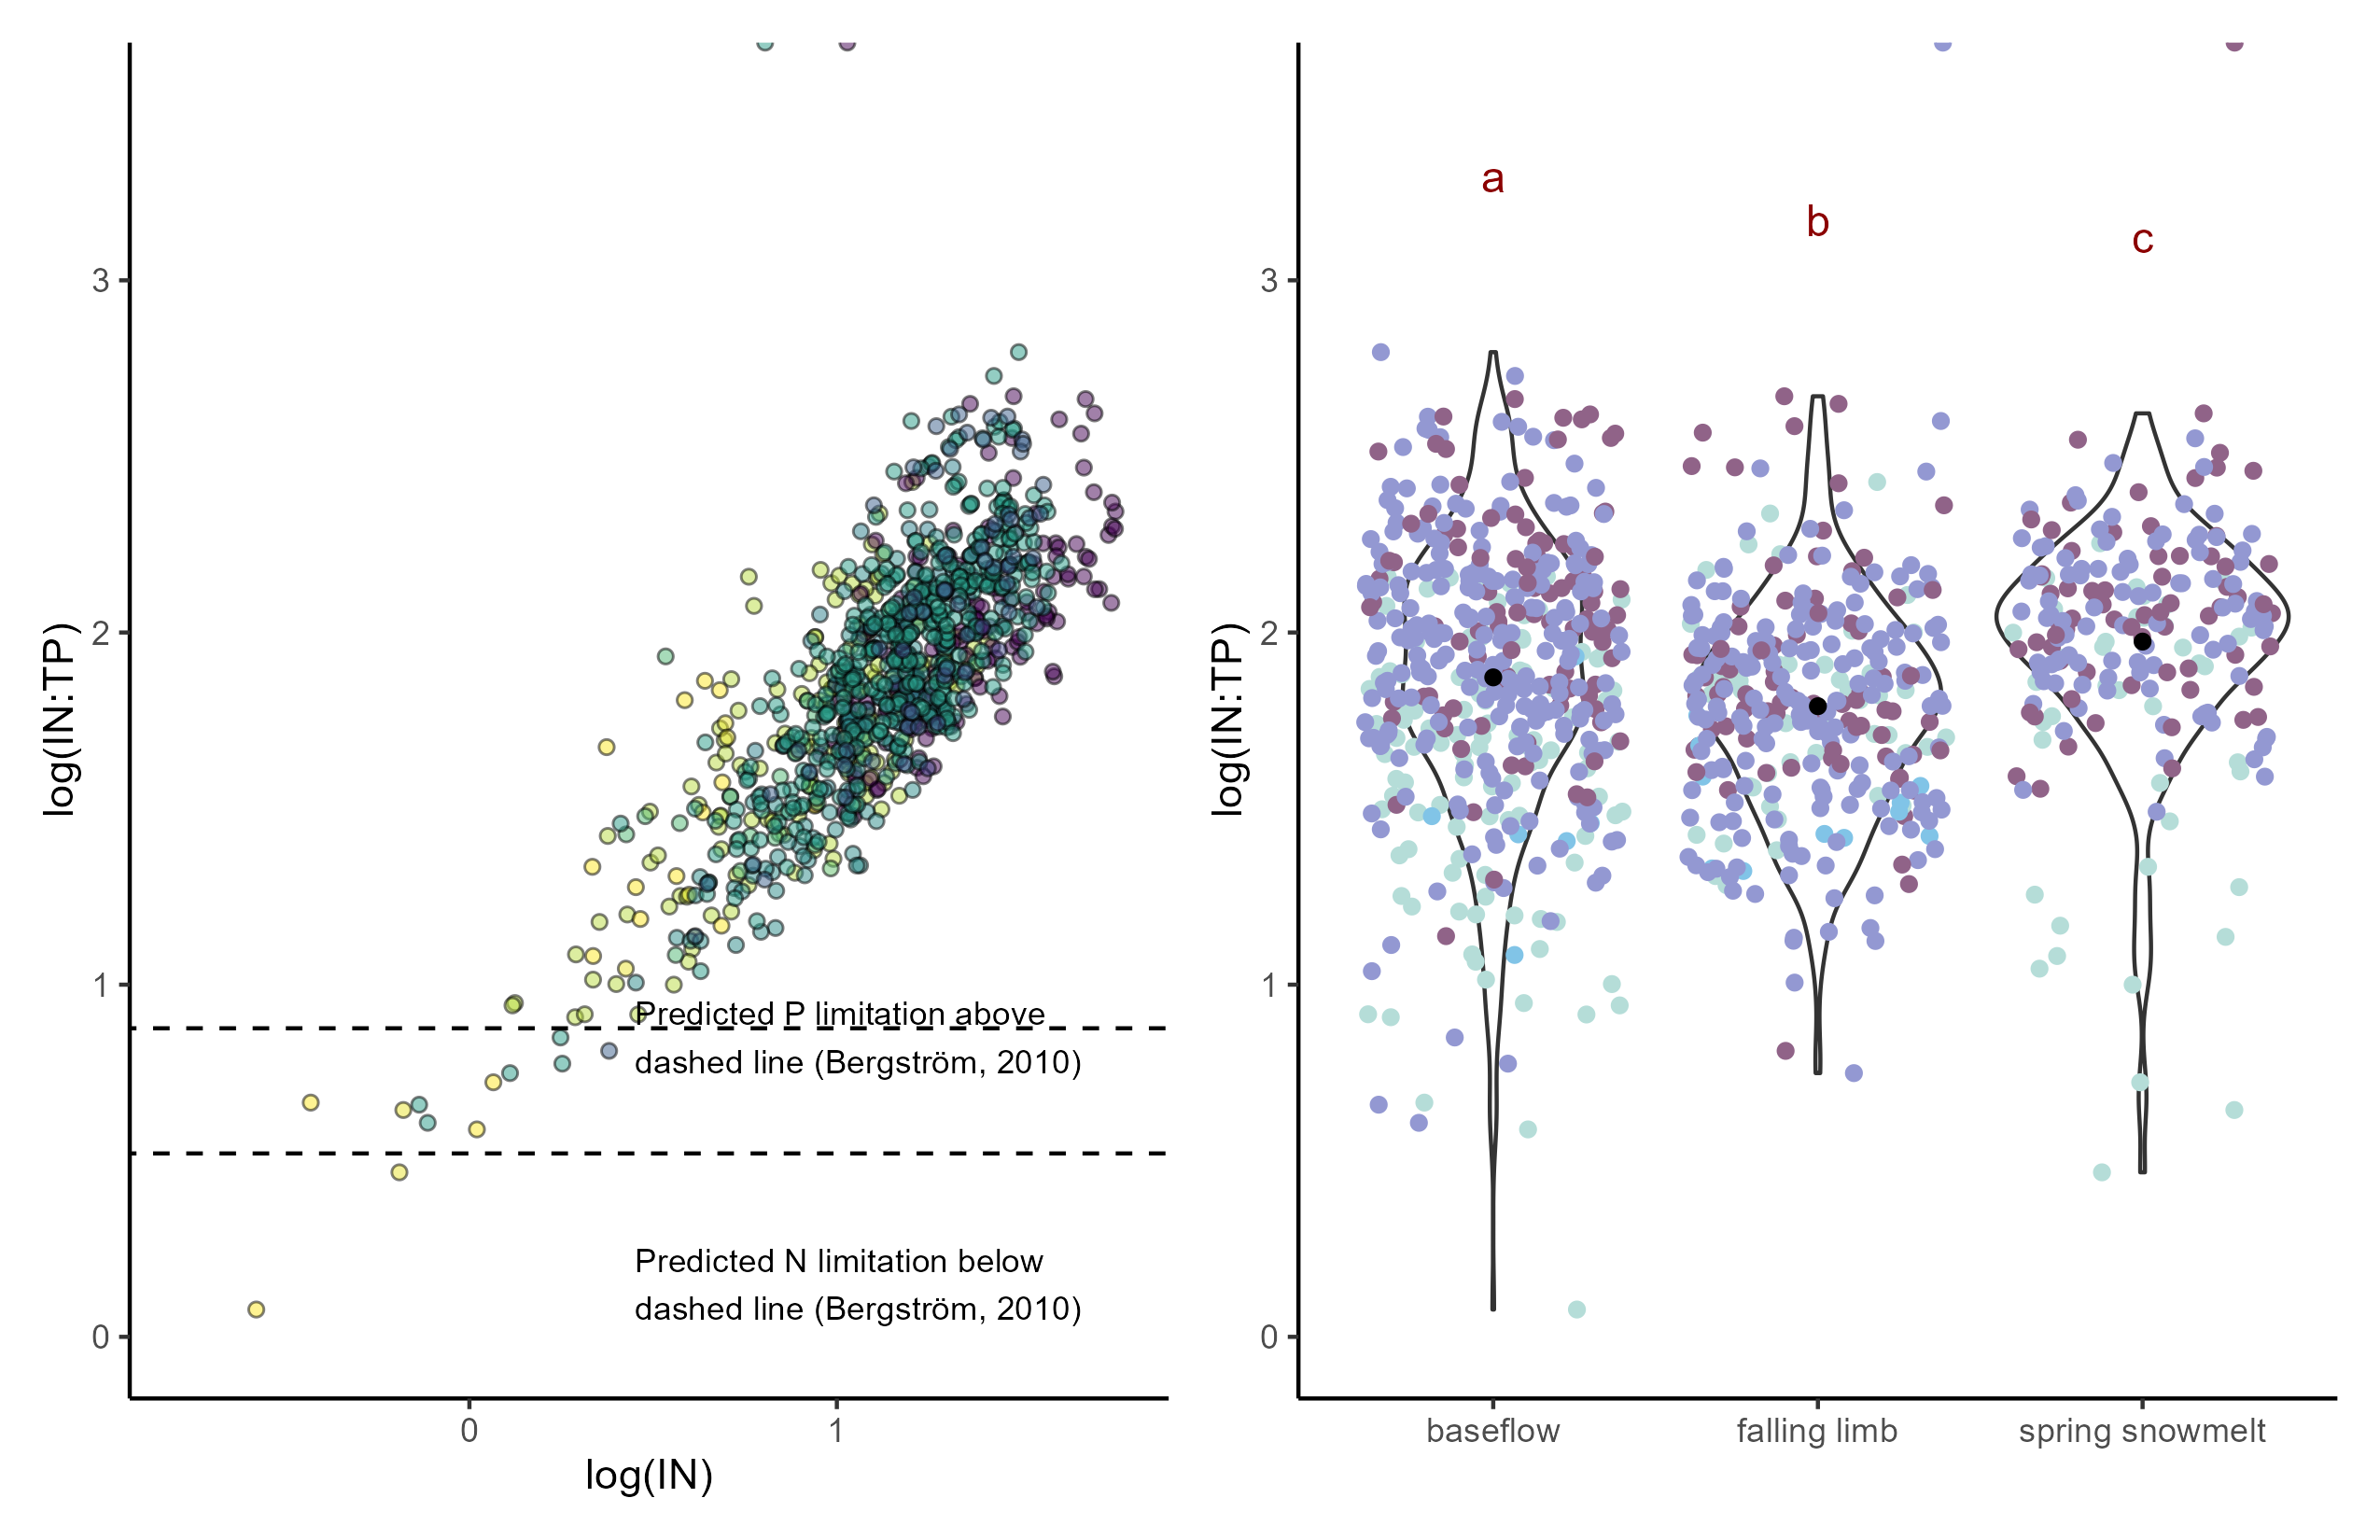 log(IN:TP)
3
2
1
0
Predicted P limitation above
dashed line (Bergström, 2010)
Predicted N limitation below
dashed line (Bergström, 2010)
0
1
log(IN)
log(IN:TP)
3
2
1
0
a
b
c
baseflow
falling limb
spring snowmelt